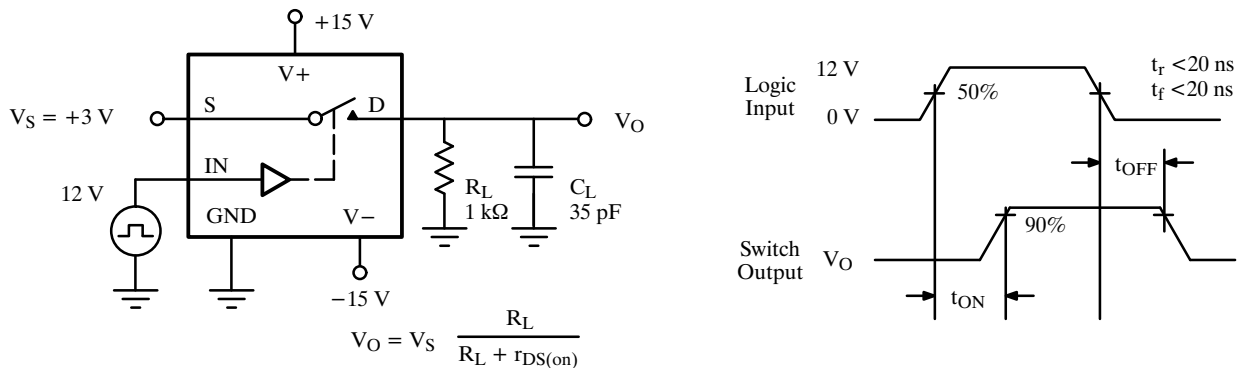 +15 V
V+
S
D
V_S = +3 V
V_O
IN
12 V
GND
V−
R_L
1 kΩ
C_L
35 pF
−15 V
V_O = V_S R_L / (R_L + r_DS(on))
Logic
Input
12 V
0 V
50%
t_r <20 ns
t_f <20 ns
t_OFF
Switch
Output
V_O
90%
t_ON